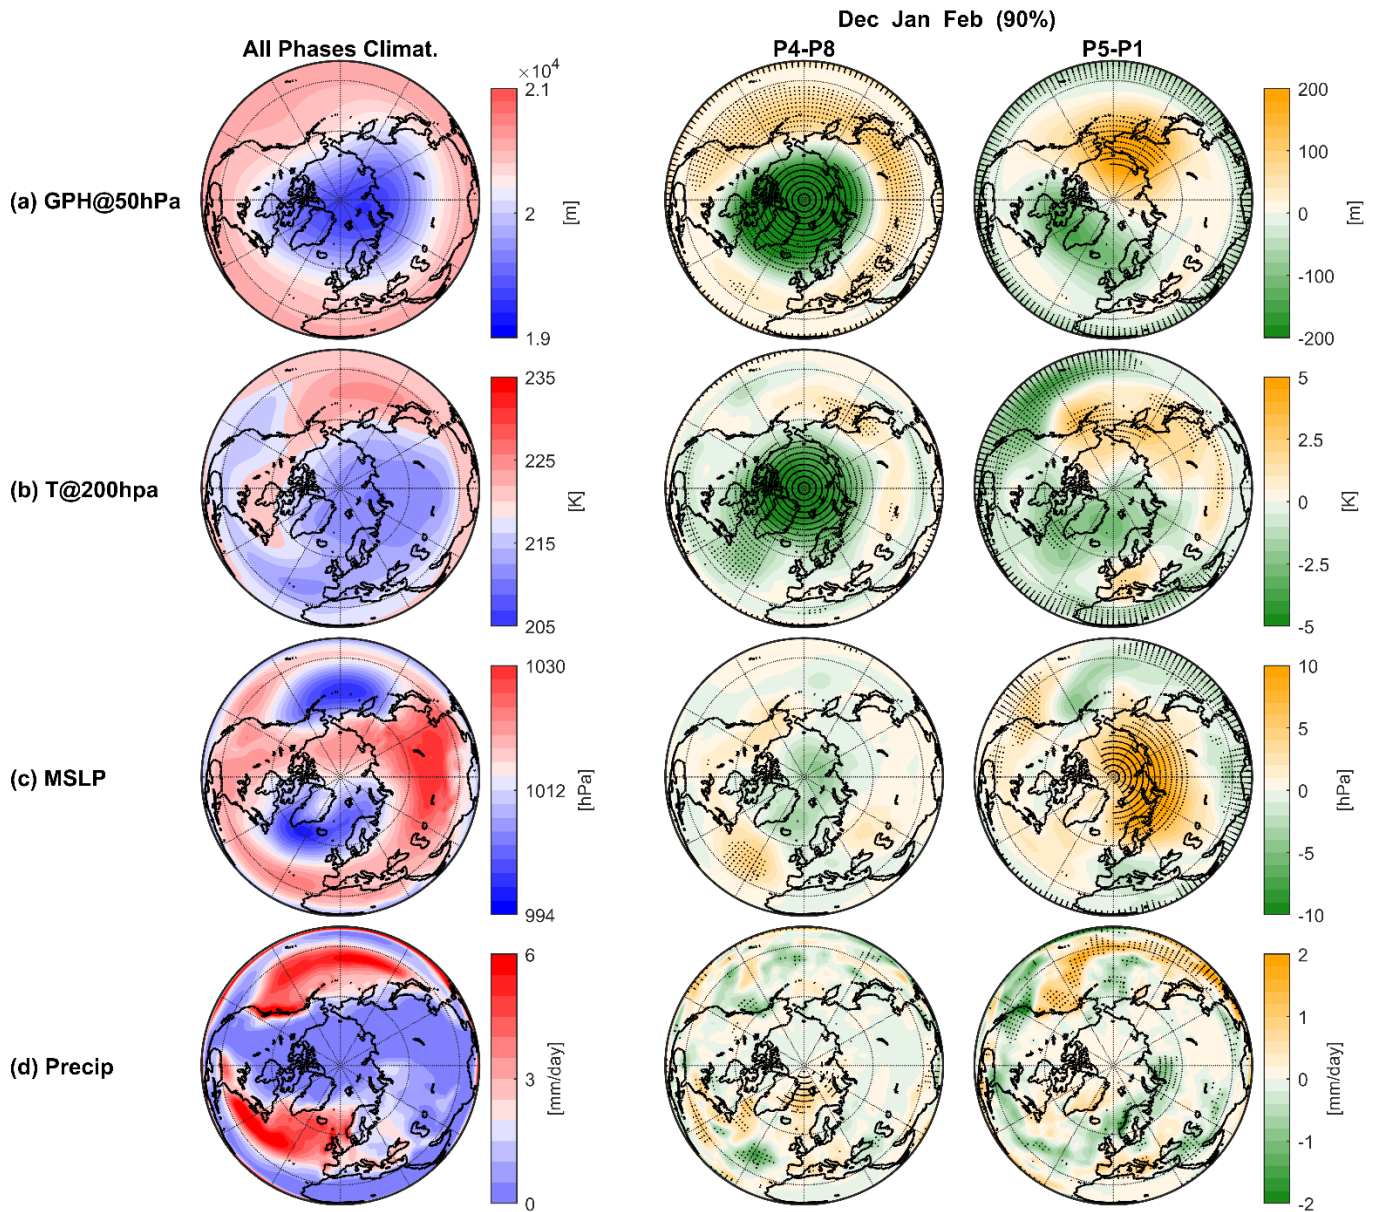 Dec Jan Feb (90%)
All Phases Climat.
P4-P8
P5-P1
×10⁴
(a) GPH@50hPa
2.1
2
1.9
[m]
200
100
0
-100
-200
[m]
(b) T@200hpa
235
225
215
205
[K]
5
2.5
0
-2.5
-5
[K]
(c) MSLP
1030
1012
994
[hPa]
10
5
0
-5
-10
[hPa]
(d) Precip
6
3
0
[mm/day]
2
1
0
-1
-2
[mm/day]